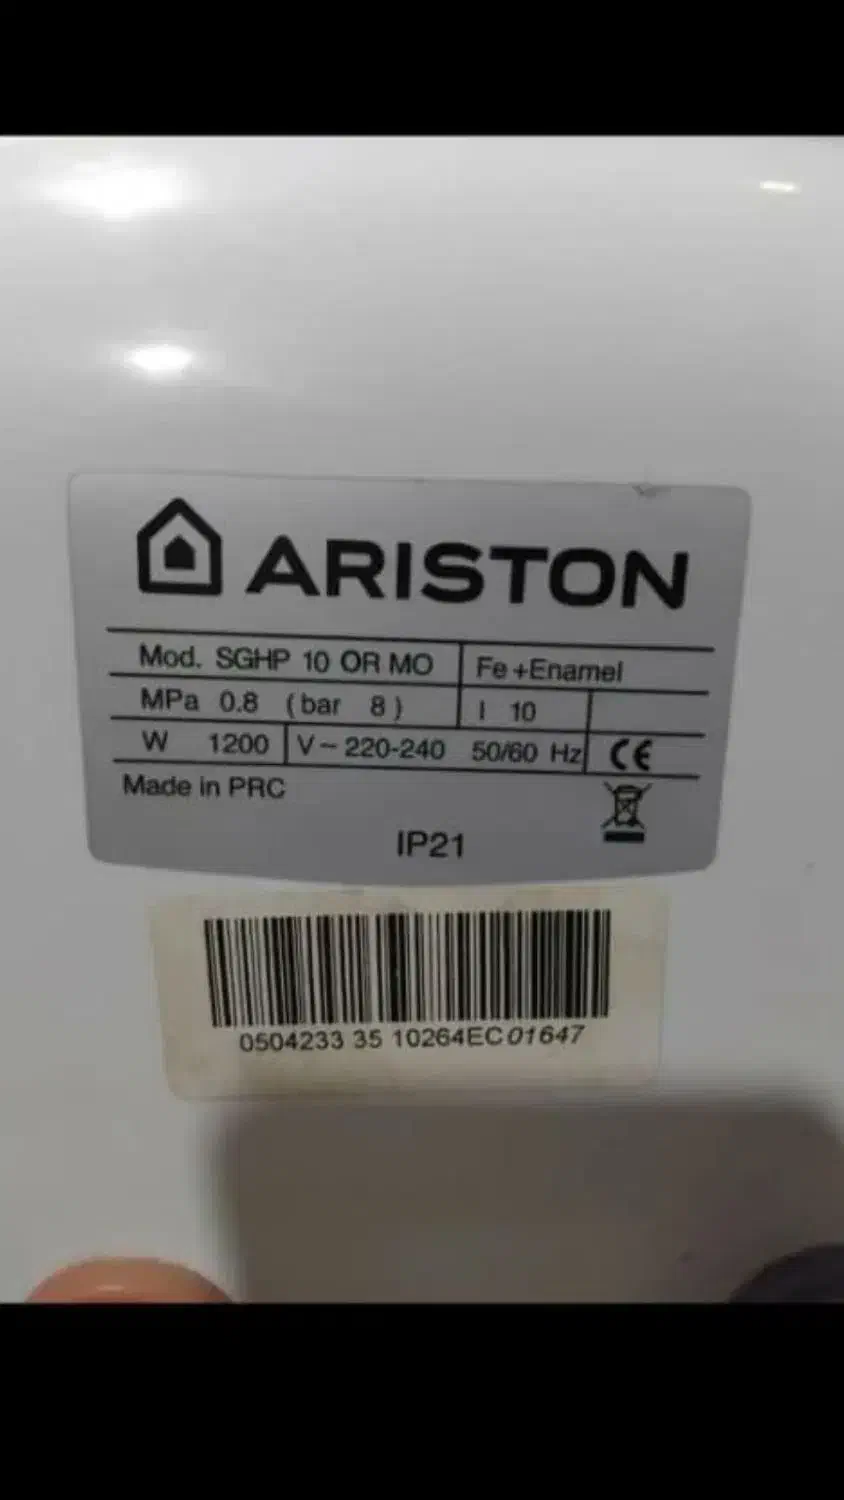 ARISTON
Mod. SGHP 10 OR MO Fe +Enamel
MPa 0.8 (bar 8) l 10
W 1200 V~ 220-240 50/60 Hz CE
Made in PRC
IP21
0504233 35 10264EC01647